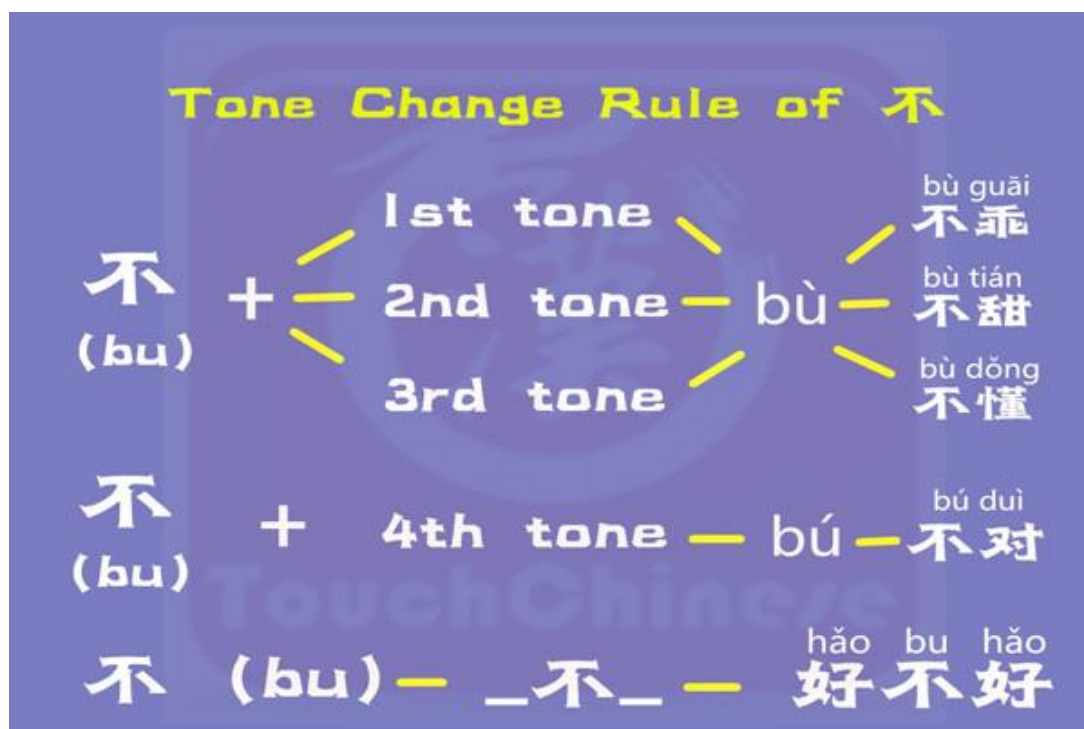 Tone Change Rule of 不
1st tone
bù guāi
不乖
不
(bu)
+
2nd tone
bù
bù tián
不甜
3rd tone
bù dǒng
不懂
不
(bu)
+
4th tone
bú
bú duì
不对
TouchChinese
不 (bu)
_不_
hǎo bu hǎo
好不好